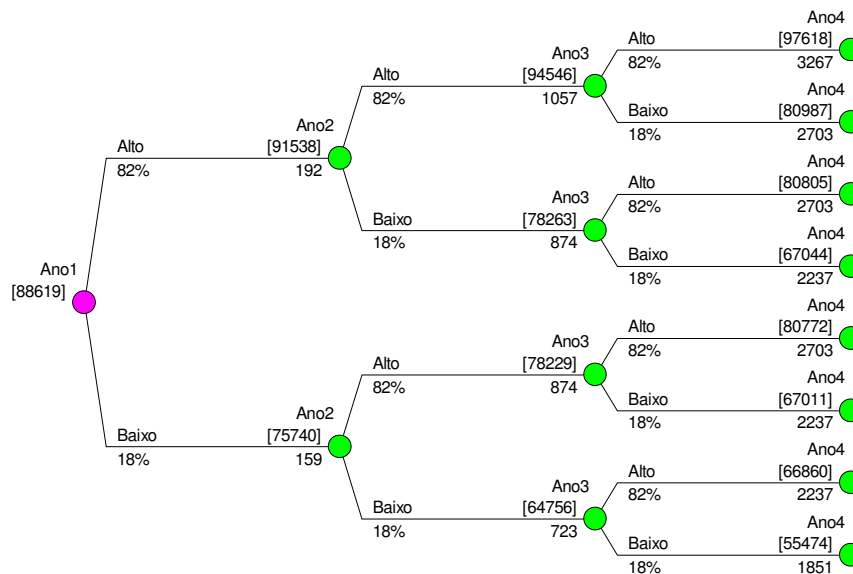 Ano4
Alto [97618]
82% 3267
Ano3
Alto [94546]
82% 1057
Ano4
Baixo [80987]
18% 2703
Ano2
Alto [91538]
82% 192
Ano4
Alto [80805]
82% 2703
Ano3
Baixo [78263]
18% 874
Ano4
Baixo [67044]
18% 2237
Ano1
[88619]
Ano4
Alto [80772]
82% 2703
Ano3
Alto [78229]
82% 874
Ano4
Baixo [67011]
18% 2237
Ano2
Baixo [75740]
18% 159
Ano4
Alto [66860]
82% 2237
Ano3
Baixo [64756]
18% 723
Ano4
Baixo [55474]
18% 1851